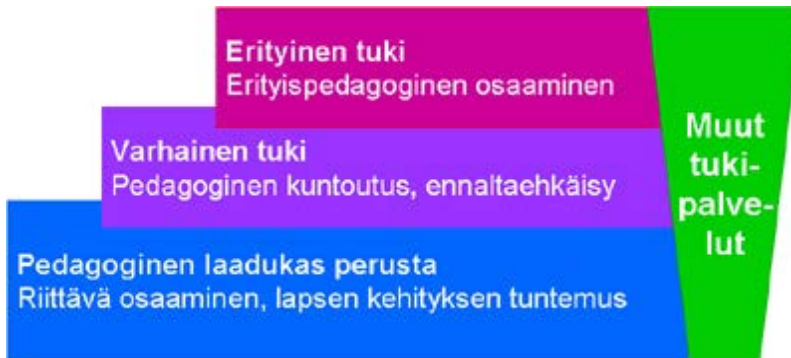 Erityinen tuki
Erityispedagoginen osaaminen
Varhainen tuki
Pedagoginen kuntoutus, ennaltaehkäisy
Pedagoginen laadukas perusta
Riittävä osaaminen, lapsen kehityksen tuntemus
Muut
tuki-
palve-
lut